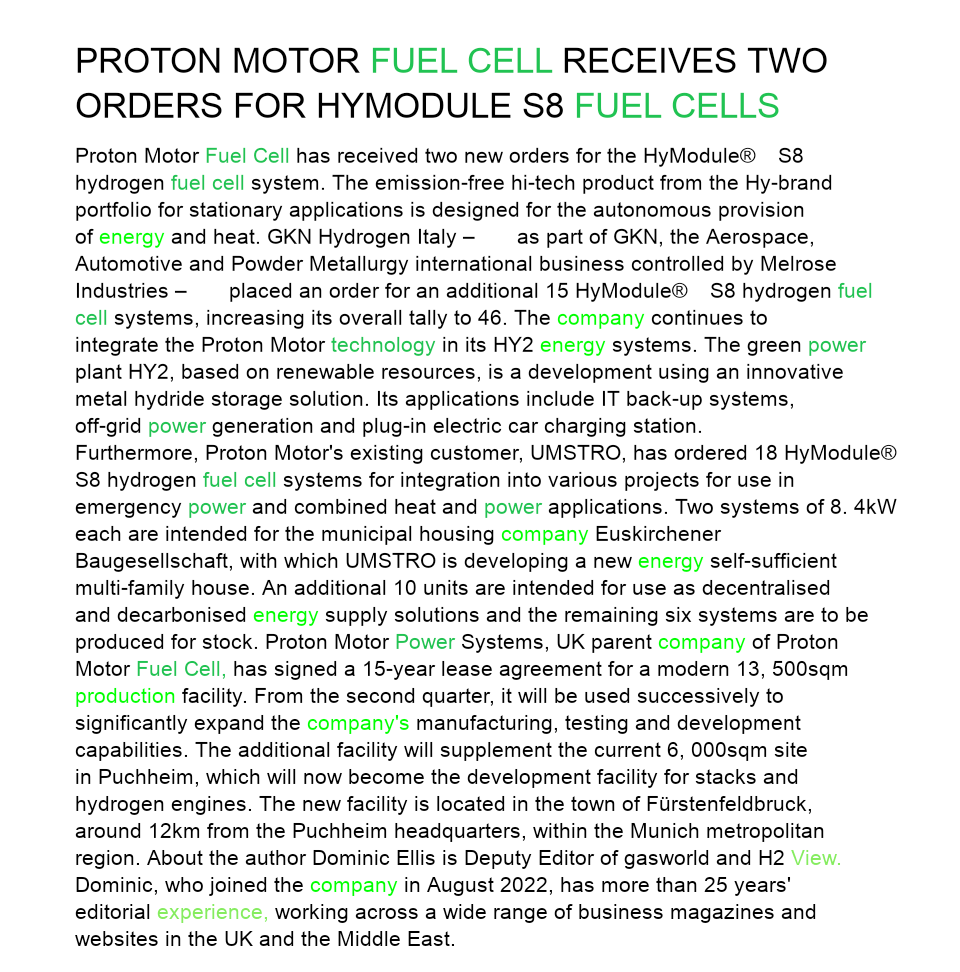 PROTON MOTOR FUEL CELL RECEIVES TWO
ORDERS FOR HYMODULE S8 FUEL CELLS
Proton Motor Fuel Cell has received two new orders for the HyModule® S8
hydrogen fuel cell system. The emission-free hi-tech product from the Hy-brand
portfolio for stationary applications is designed for the autonomous provision
of energy and heat. GKN Hydrogen Italy – as part of GKN, the Aerospace,
Automotive and Powder Metallurgy international business controlled by Melrose
Industries – placed an order for an additional 15 HyModule® S8 hydrogen fuel
cell systems, increasing its overall tally to 46. The company continues to
integrate the Proton Motor technology in its HY2 energy systems. The green power
plant HY2, based on renewable resources, is a development using an innovative
metal hydride storage solution. Its applications include IT back-up systems,
off-grid power generation and plug-in electric car charging station.
Furthermore, Proton Motor's existing customer, UMSTRO, has ordered 18 HyModule®
S8 hydrogen fuel cell systems for integration into various projects for use in
emergency power and combined heat and power applications. Two systems of 8. 4kW
each are intended for the municipal housing company Euskirchener
Baugesellschaft, with which UMSTRO is developing a new energy self-sufficient
multi-family house. An additional 10 units are intended for use as decentralised
and decarbonised energy supply solutions and the remaining six systems are to be
produced for stock. Proton Motor Power Systems, UK parent company of Proton
Motor Fuel Cell, has signed a 15-year lease agreement for a modern 13, 500sqm
production facility. From the second quarter, it will be used successively to
significantly expand the company's manufacturing, testing and development
capabilities. The additional facility will supplement the current 6, 000sqm site
in Puchheim, which will now become the development facility for stacks and
hydrogen engines. The new facility is located in the town of Fürstenfeldbruck,
around 12km from the Puchheim headquarters, within the Munich metropolitan
region. About the author Dominic Ellis is Deputy Editor of gasworld and H2 View.
Dominic, who joined the company in August 2022, has more than 25 years'
editorial experience, working across a wide range of business magazines and
websites in the UK and the Middle East.